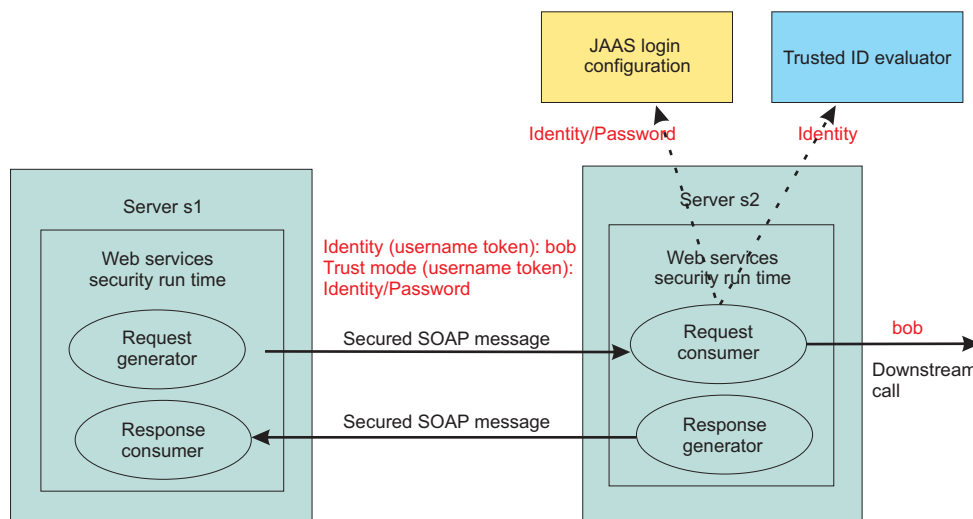 JAAS login
configuration
Trusted ID evaluator
Identity/Password
Identity
Server s1
Server s2
Web services
security run time
Identity (username token): bob
Trust mode (username token):
Identity/Password
Web services
security run time
Request
generator
Secured SOAP message
Request
consumer
bob
Downstream
call
Response
consumer
Secured SOAP message
Response
generator